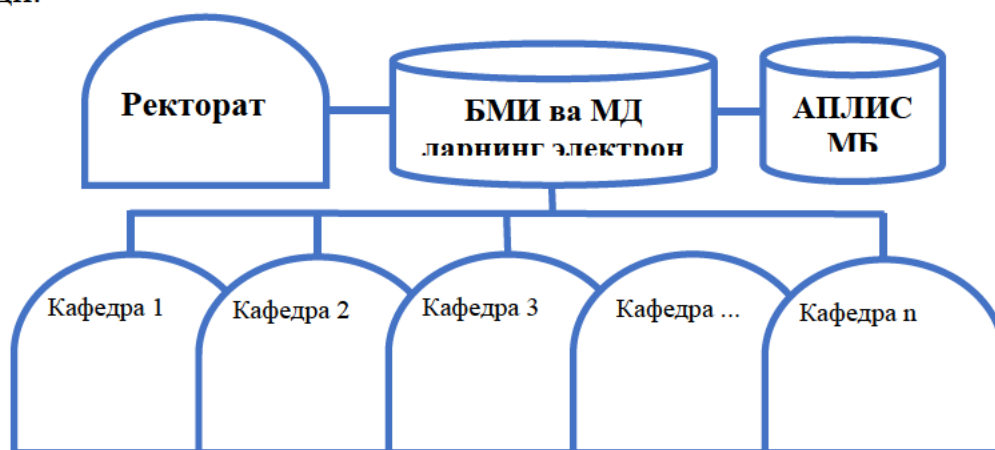 Ректорат
БМИ ва МД
ларнинг электрон
АПЛИС
МБ
Кафедра 1
Кафедра 2
Кафедра 3
Кафедра ...
Кафедра n